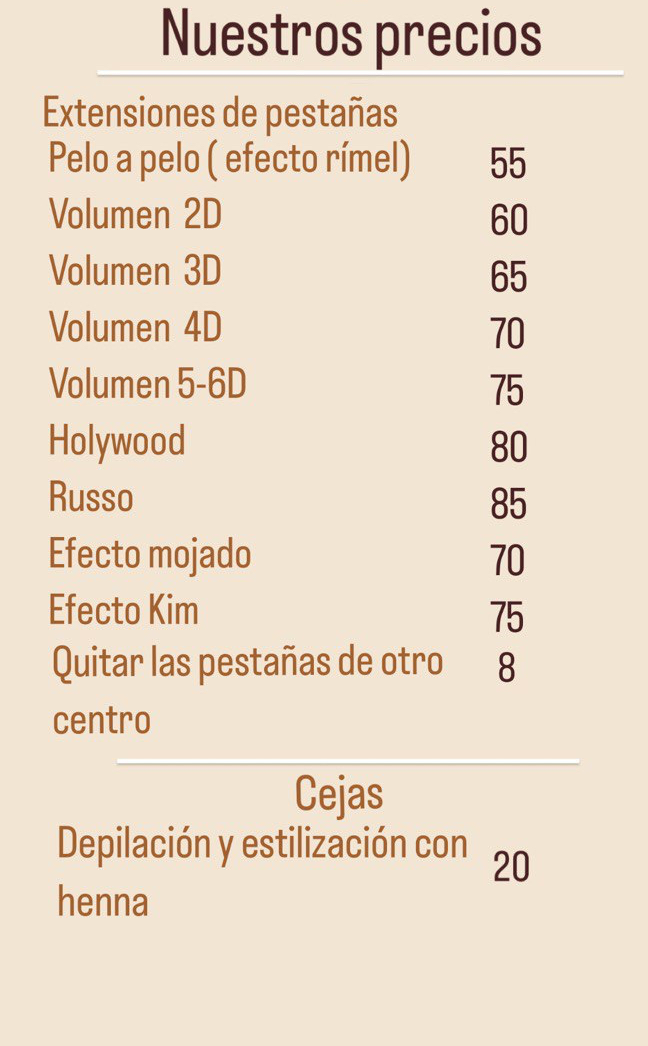 Nuestros precios
Extensiones de pestañas
Pelo a pelo ( efecto rímel) 55
Volumen 2D 60
Volumen 3D 65
Volumen 4D 70
Volumen 5-6D 75
Holywood 80
Russo 85
Efecto mojado 70
Efecto Kim 75
Quitar las pestañas de otro 8
centro
Cejas
Depilación y estilización con 20
henna